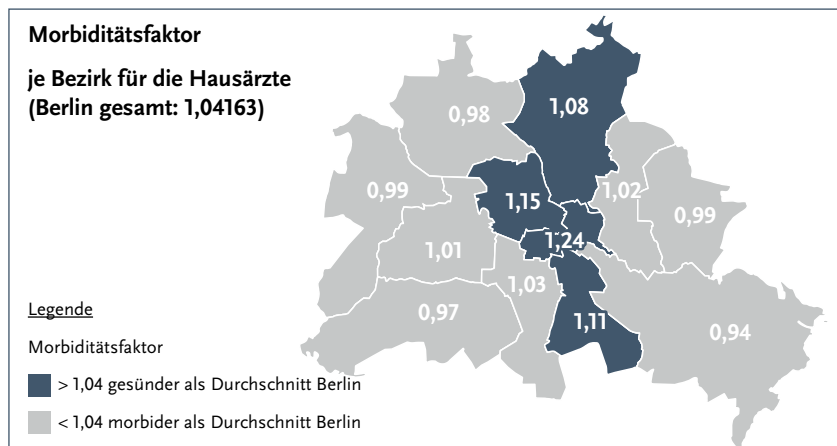 Morbiditätsfaktor
je Bezirk für die Hausärzte
(Berlin gesamt: 1,04163)
0,98
1,08
0,99
1,15
1,02
0,99
1,24
1,01
1,03
0,97
1,11
0,94
Legende
Morbiditätsfaktor
> 1,04 gesünder als Durchschnitt Berlin
< 1,04 morbider als Durchschnitt Berlin